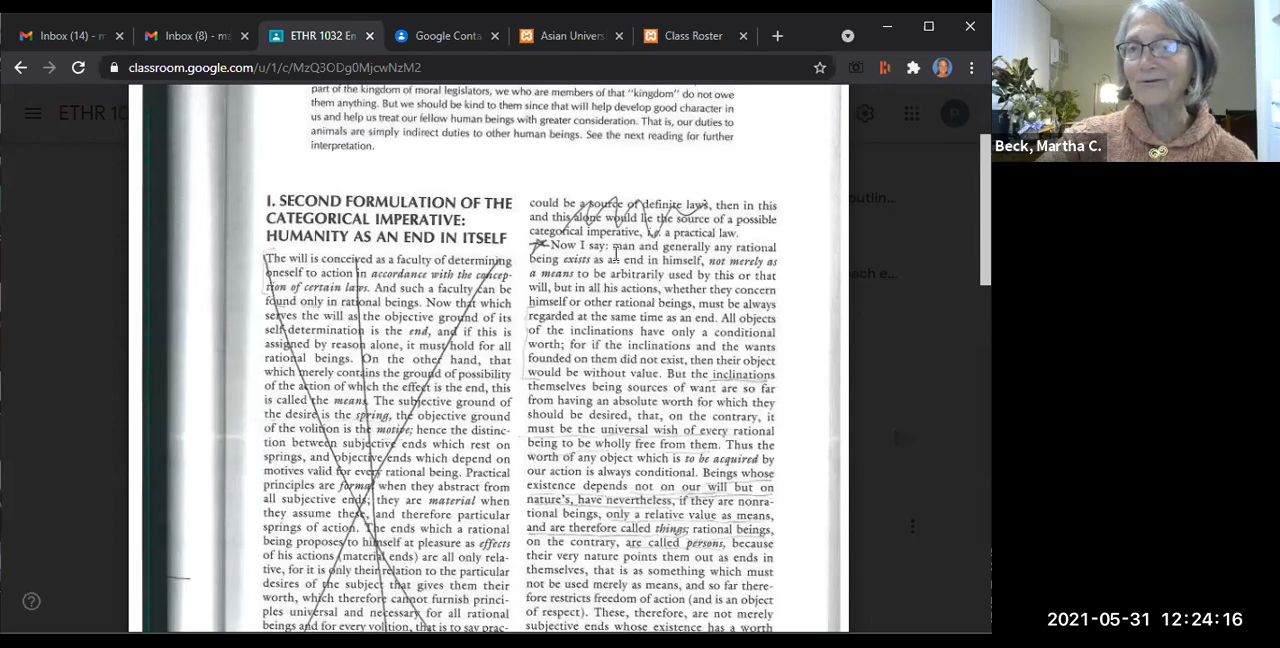 Inbox (14) - m
Inbox (8) - ma
ETHR 1032 En
Google Conta
Asian Univers
Class Roster
classroom.google.com/u/1/c/MzQ3ODg0MjcwNzM2
ETHR 10
part of the kingdom of moral legislators, we who are members of that "kingdom" do not owe
them anything. But we should be kind to them since that will help develop good character in
us and help us treat our fellow human beings with greater consideration. That is, our duties to
animals are simply indirect duties to other human beings. See the next reading for further
interpretation.
I. SECOND FORMULATION OF THE
CATEGORICAL IMPERATIVE:
HUMANITY AS AN END IN ITSELF
The will is conceived as a faculty of determining
oneself to action in accordance with the concep-
tion of certain laws. And such a faculty can be
found only in rational beings. Now that which
serves the will as the objective ground of its
self-determination is the end, and if this is
assigned by reason alone, it must hold for all
rational beings. On the other hand, that
which merely contains the ground of possibility
of the action of which the effect is the end, this
is called the means. The subjective ground of
the desire is the spring, the objective ground
of the volition is the motive; hence the distinc-
tion between subjective ends which rest on
springs, and objective ends which depend on
motives valid for every rational being. Practical
principles are formal when they abstract from
all subjective ends; they are material when
they assume these, and therefore particular
springs of action. The ends which a rational
being proposes to himself at pleasure as effects
of his actions (material ends) are all only rela-
tive, for it is only their relation to the particular
desires of the subject that gives them their
worth, which therefore cannot furnish princi-
ples universal and necessary for all rational
beings and for every volition, that is to say prac-
could be a source of definite laws, then in this
and this alone would lie the source of a possible
categorical imperative, i.e. a practical law.
Now I say: man and generally any rational
being exists as an end in himself, not merely as
a means to be arbitrarily used by this or that
will, but in all his actions, whether they concern
himself or other rational beings, must be always
regarded at the same time as an end. All objects
of the inclinations have only a conditional
worth; for if the inclinations and the wants
founded on them did not exist, then their object
would be without value. But the inclinations
themselves being sources of want are so far
from having an absolute worth for which they
should be desired, that, on the contrary, it
must be the universal wish of every rational
being to be wholly free from them. Thus the
worth of any object which is to be acquired by
our action is always conditional. Beings whose
existence depends not on our will but on
nature's, have nevertheless, if they are nonra-
tional beings, only a relative value as means,
and are therefore called things; rational beings,
on the contrary, are called persons, because
their very nature points them out as ends in
themselves, that is as something which must
not be used merely as means, and so far there-
fore restricts freedom of action (and is an object
of respect). These, therefore, are not merely
subjective ends whose existence has a worth
outlin...
ach e...
Beck, Martha C.
2021-05-31 12:24:16